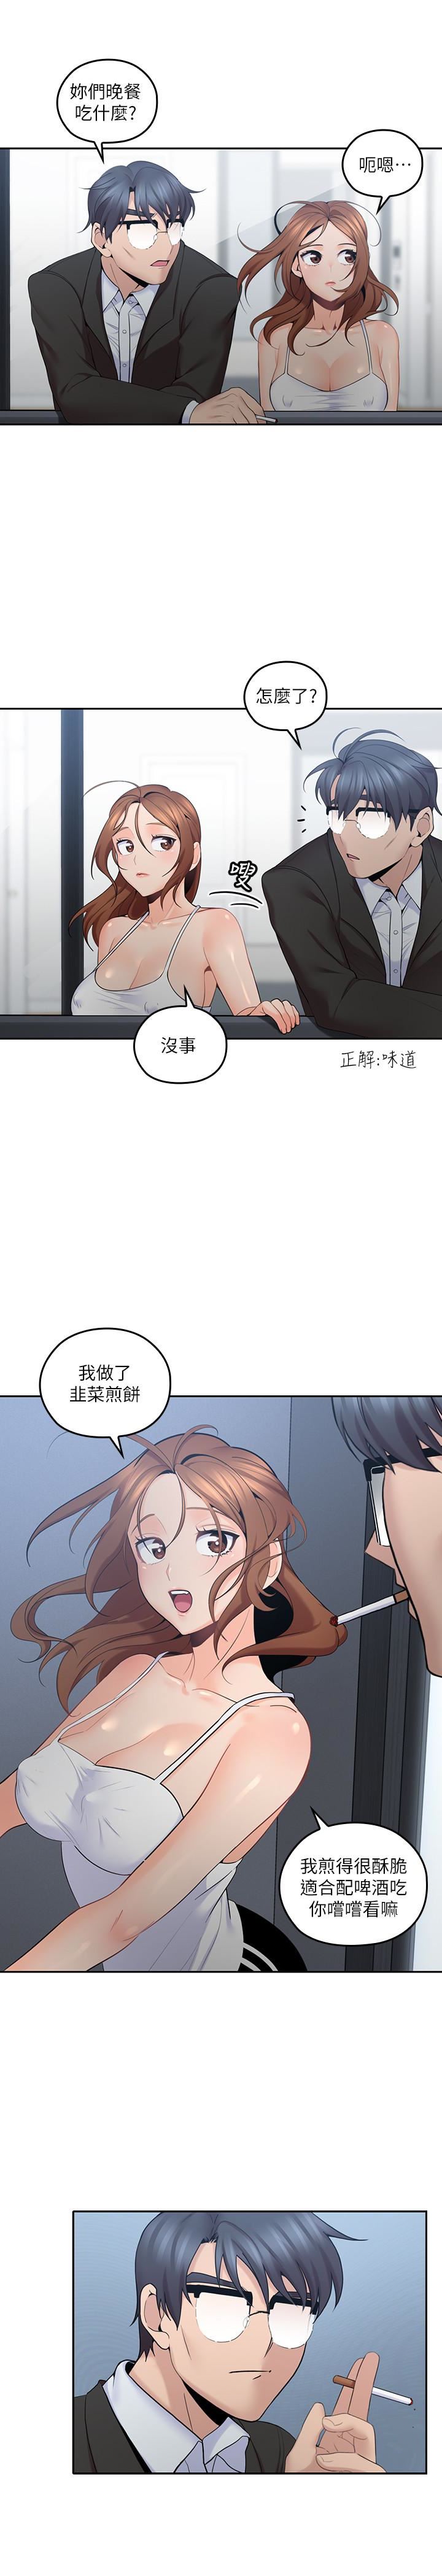 妳們晚餐
吃什麼?
呃嗯…
怎麼了?
嗖
沒事
正解:味道
我做了
韭菜煎餅
我煎得很酥脆
適合配啤酒吃
你嚐嚐看嘛